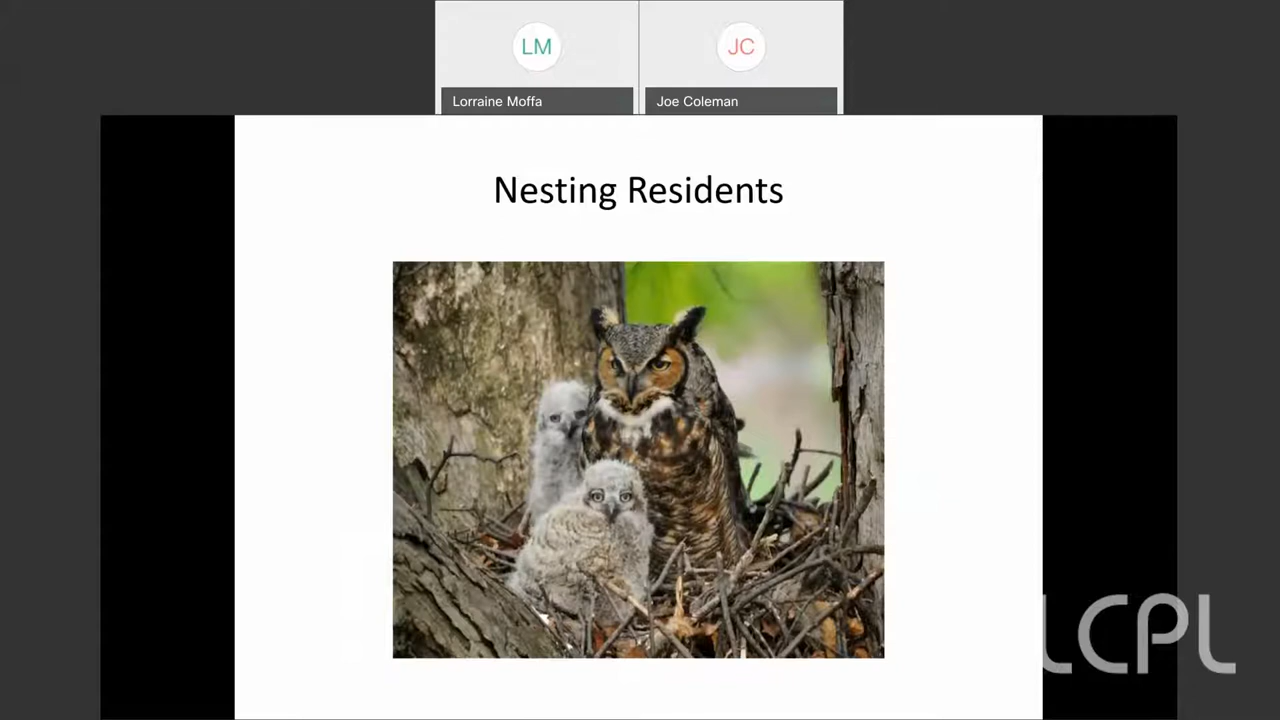 LM
JC
Lorraine Moffa
Joe Coleman
Nesting Residents
LCPL